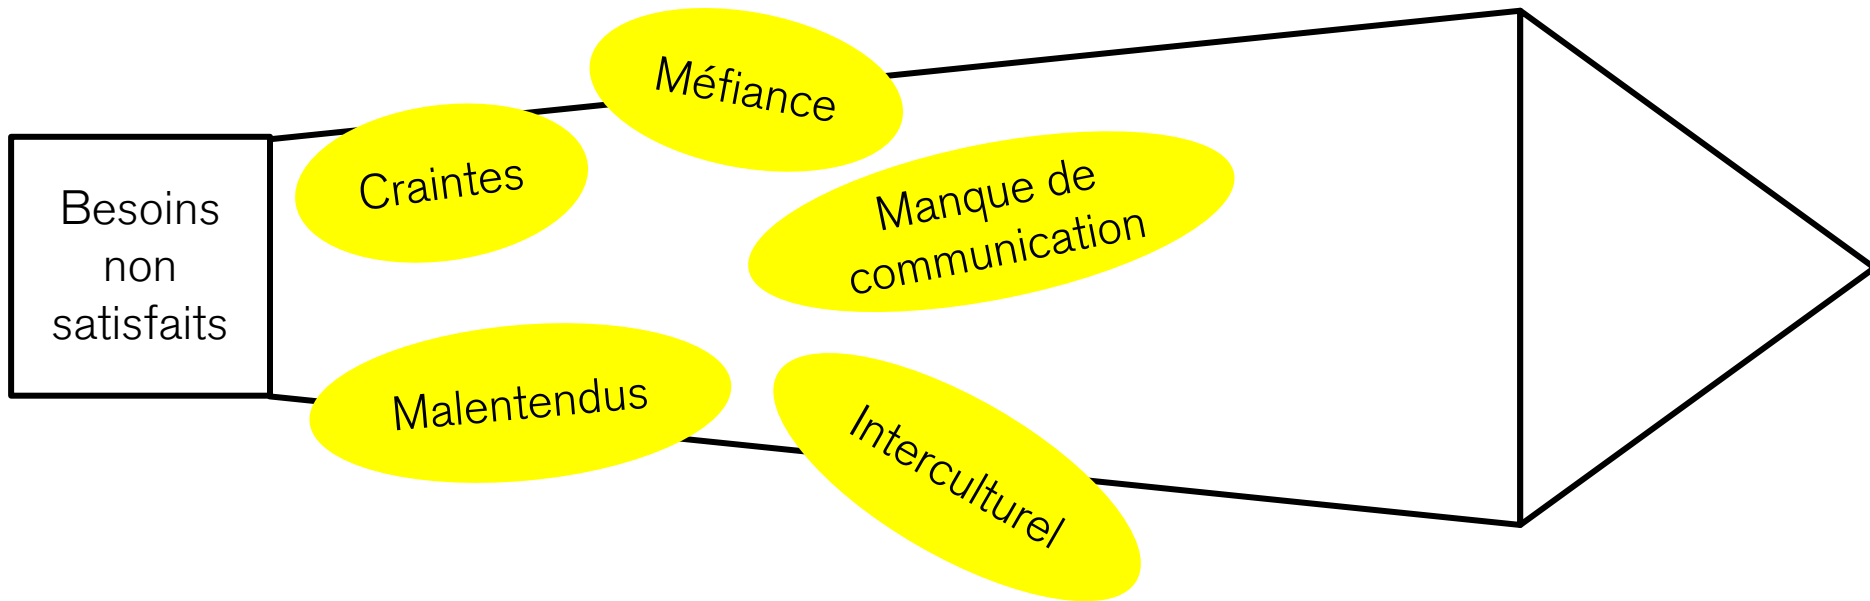 Besoins
non
satisfaits
Craintes
Méfiance
Manque de
communication
Malentendus
Interculturel